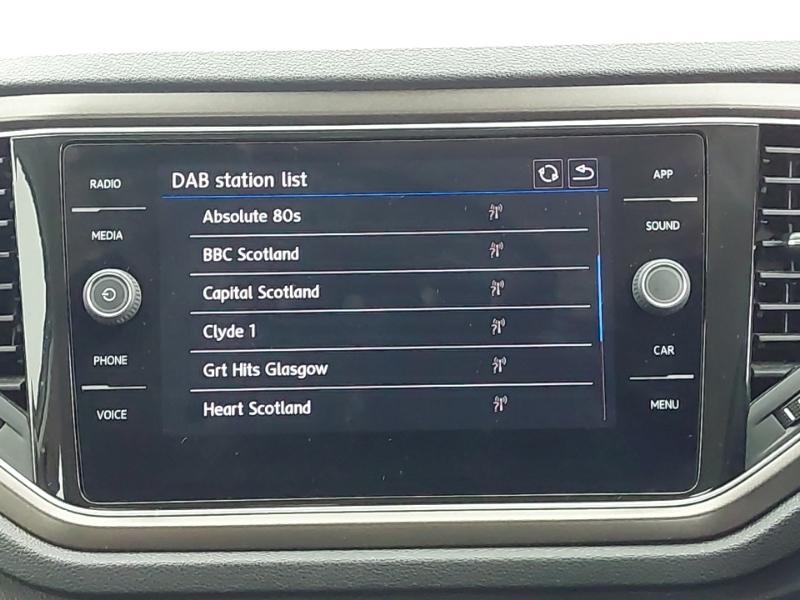 RADIO
MEDIA
PHONE
VOICE
DAB station list
Absolute 80s
BBC Scotland
Capital Scotland
Clyde 1
Grt Hits Glasgow
Heart Scotland
APP
SOUND
CAR
MENU